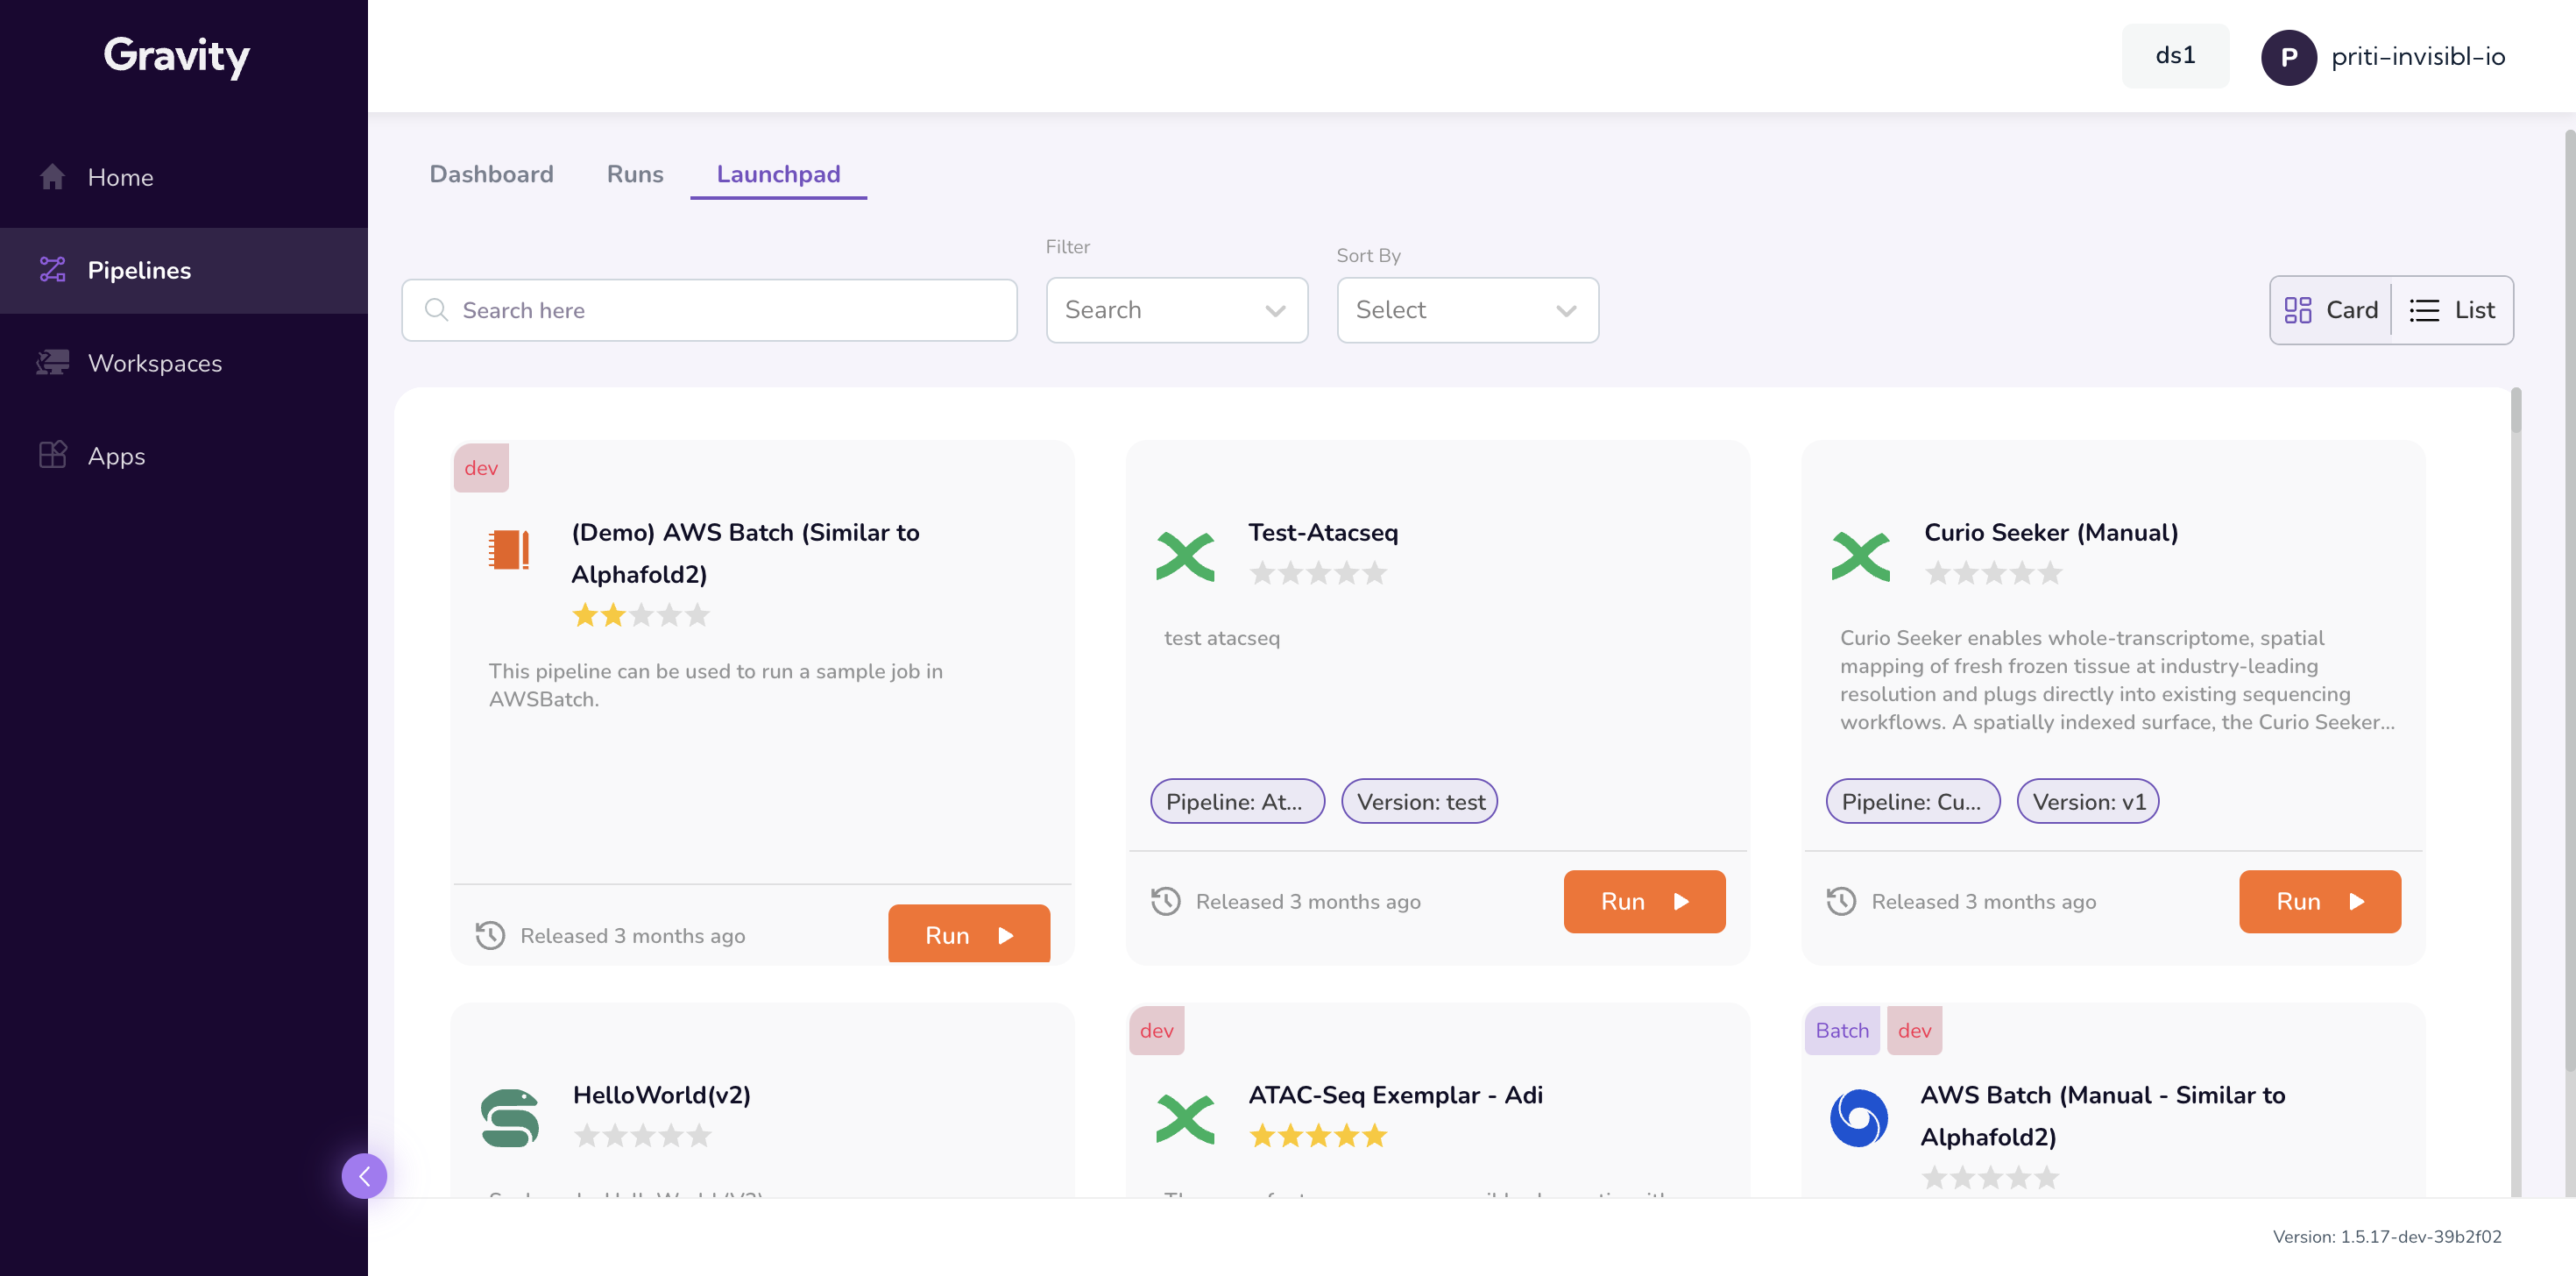 Gravity
ds1
P
priti-invisibl-io
Home
Pipelines
Workspaces
Apps
Dashboard
Runs
Launchpad
Filter
Sort By
Search here
Search
Select
Card
List
dev
(Demo) AWS Batch (Similar to
Alphafold2)
This pipeline can be used to run a sample job in
AWSBatch.
Released 3 months ago
Run
Test-Atacseq
test atacseq
Pipeline: At...
Version: test
Released 3 months ago
Run
Curio Seeker (Manual)
Curio Seeker enables whole-transcriptome, spatial
mapping of fresh frozen tissue at industry-leading
resolution and plugs directly into existing sequencing
workflows. A spatially indexed surface, the Curio Seeker...
Pipeline: Cu...
Version: v1
Released 3 months ago
Run
HelloWorld(v2)
dev
ATAC-Seq Exemplar - Adi
Batch
dev
AWS Batch (Manual - Similar to
Alphafold2)
Version: 1.5.17-dev-39b2f02